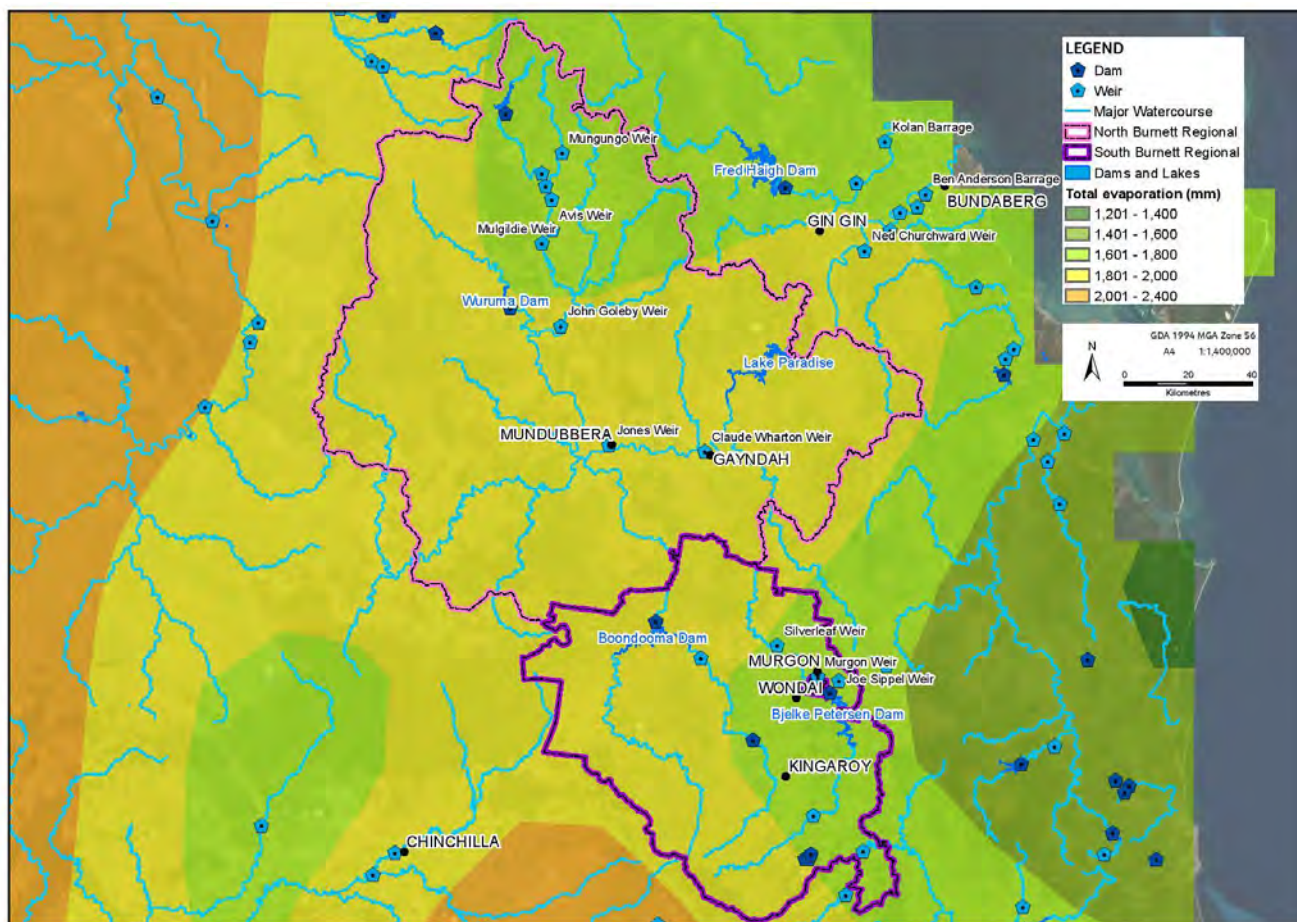 LEGEND
Dam
Weir
Major Watercourse
North Burnett Regional
South Burnett Regional
Dams and Lakes
Total evaporation (mm)
1,201 - 1,400
1,401 - 1,600
1,601 - 1,800
1,801 - 2,000
2,001 - 2,400
GDA 1994 MGA Zone 56
N
A4
1:1,400,000
0 20 40
Kilometres
Kolan Barrage
Mungungo Weir
Fred Haigh Dam
Ben Anderson Barrage
BUNDABERG
Avis Weir
GIN GIN
Mulgildie Weir
Ned Churchward Weir
Wuruma Dam
John Goleby Weir
Lake Paradise
MUNDUBBERA
Jones Weir
Claude Wharton Weir
GAYNDAH
Silverleaf Weir
Boondooma Dam
MURGON
Murgon Weir
Joe Sippel Weir
WONDAI
Bjelke Petersen Dam
KINGAROY
CHINCHILLA